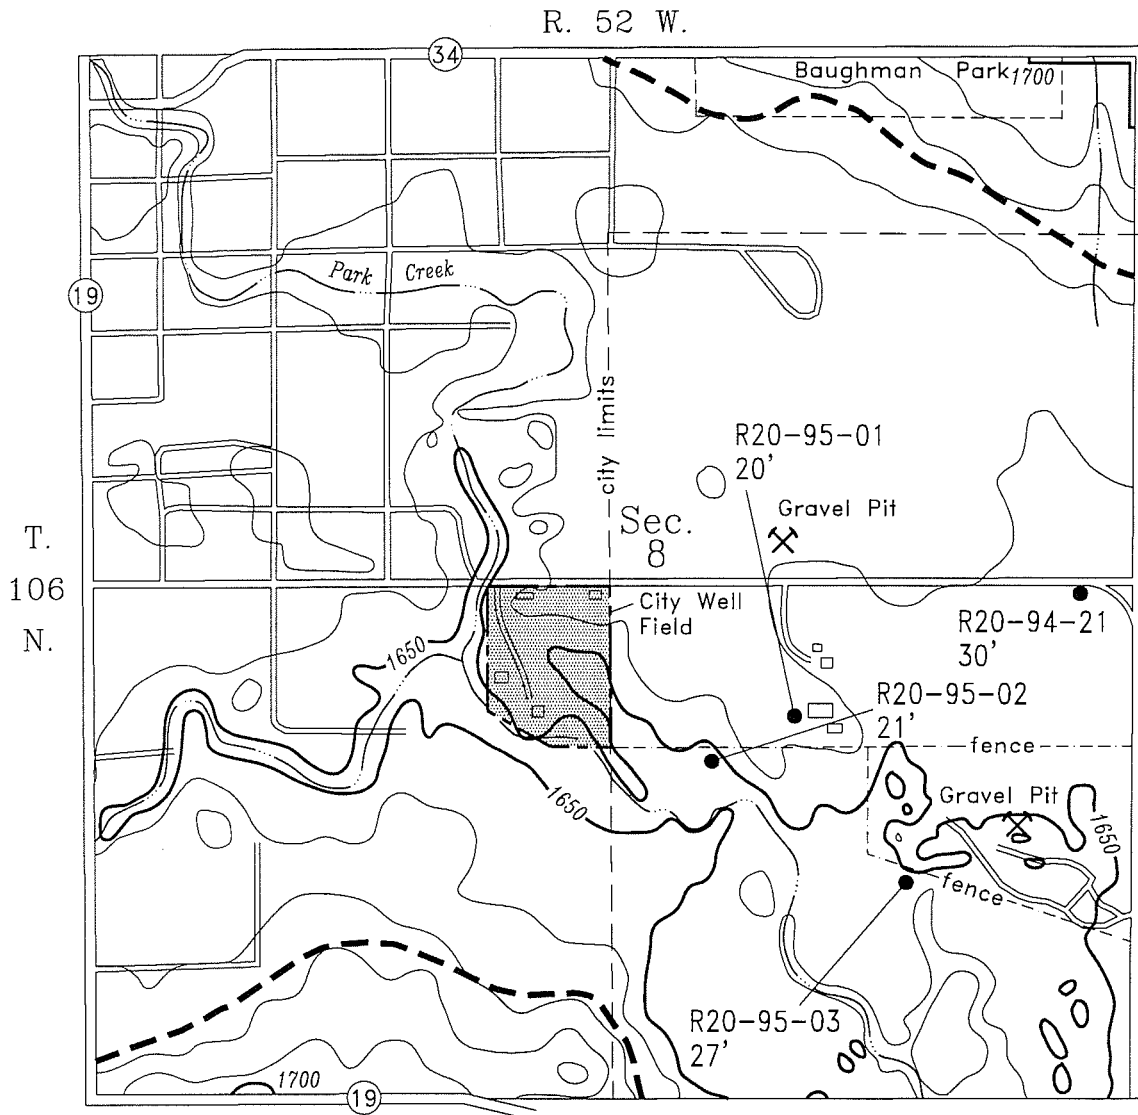 R. 52 W.
34
Baughman Park
1700
Park Creek
19
city limits
R20-95-01
20'
Gravel Pit
Sec.
8
T.
106
N.
City Well
Field
R20-94-21
30'
1650
R20-95-02
21'
fence
1650
Gravel Pit
1650
fence
R20-95-03
27'
1700
19